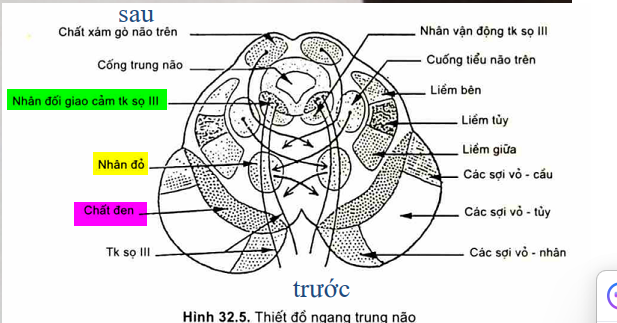 sau
Chất xám gò não trên
Cống trung não
Nhân đối giao cảm tk sọ III
Nhân đỏ
Chất đen
Tk sọ III
Nhân vận động tk sọ III
Cuống tiểu não trên
Liềm bên
Liềm tủy
Liềm giữa
Các sợi vỏ - cầu
Các sợi vỏ - tủy
Các sợi vỏ - nhân
trước
Hình 32.5. Thiết đồ ngang trung não